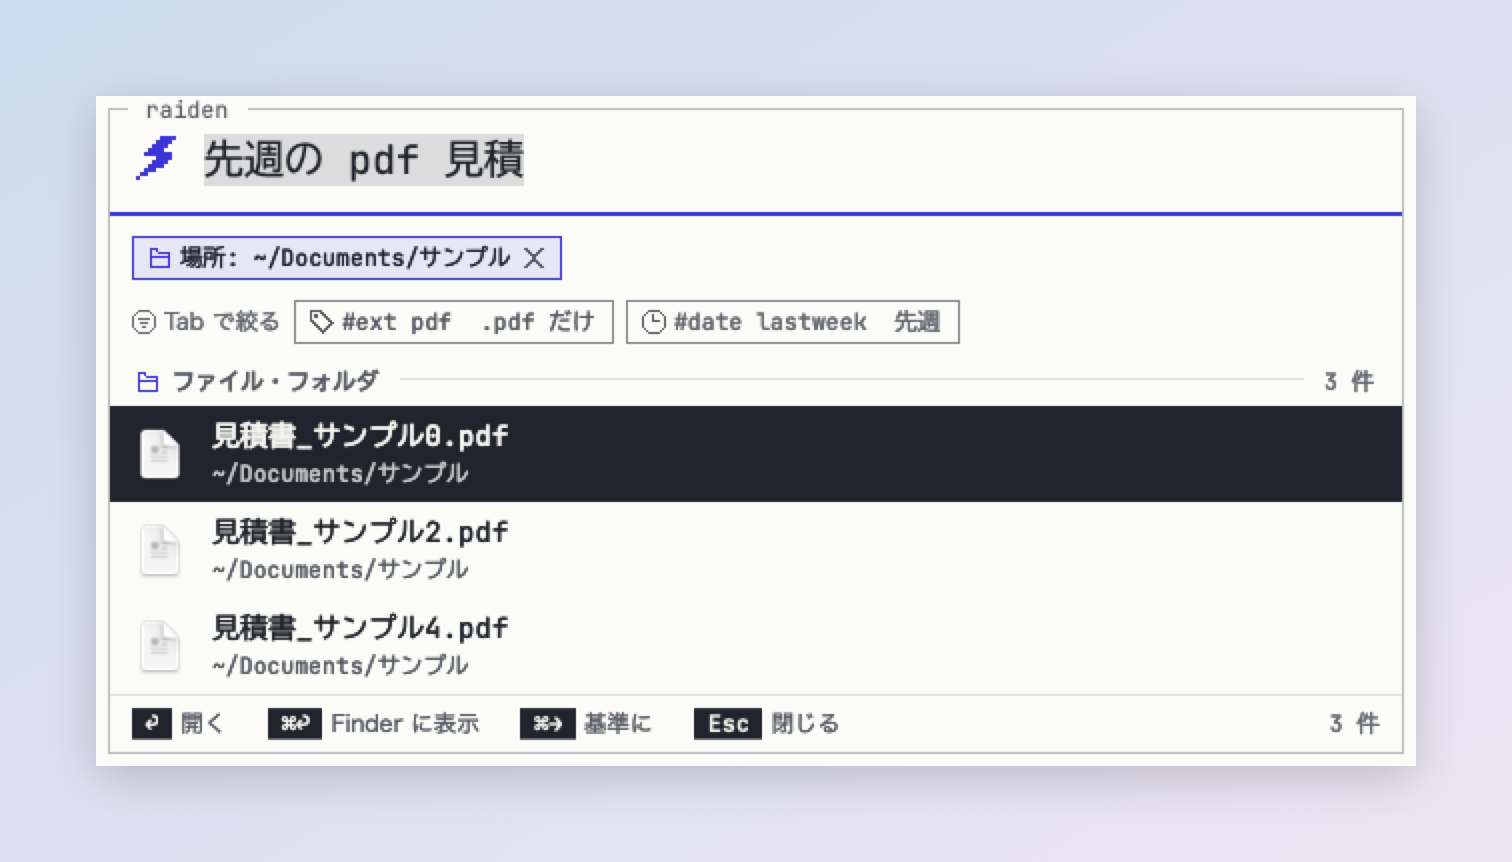 raiden
先週の pdf 見積
場所: ~/Documents/サンプル
Tab で絞る #ext pdf .pdf だけ #date lastweek 先週
ファイル・フォルダ 3 件
見積書_サンプル0.pdf
~/Documents/サンプル
見積書_サンプル2.pdf
~/Documents/サンプル
見積書_サンプル4.pdf
~/Documents/サンプル
⏎ 開く ⌘⏎ Finder に表示 ⌘→ 基準に Esc 閉じる 3 件